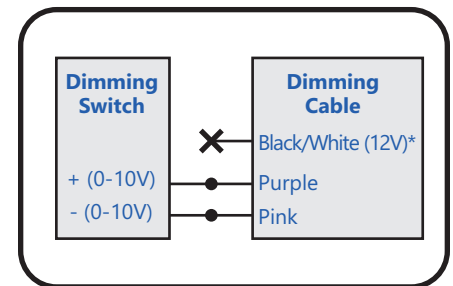 Dimming
Switch
+ (0-10V)
- (0-10V)
Dimming
Cable
Black/White (12V)*
Purple
Pink